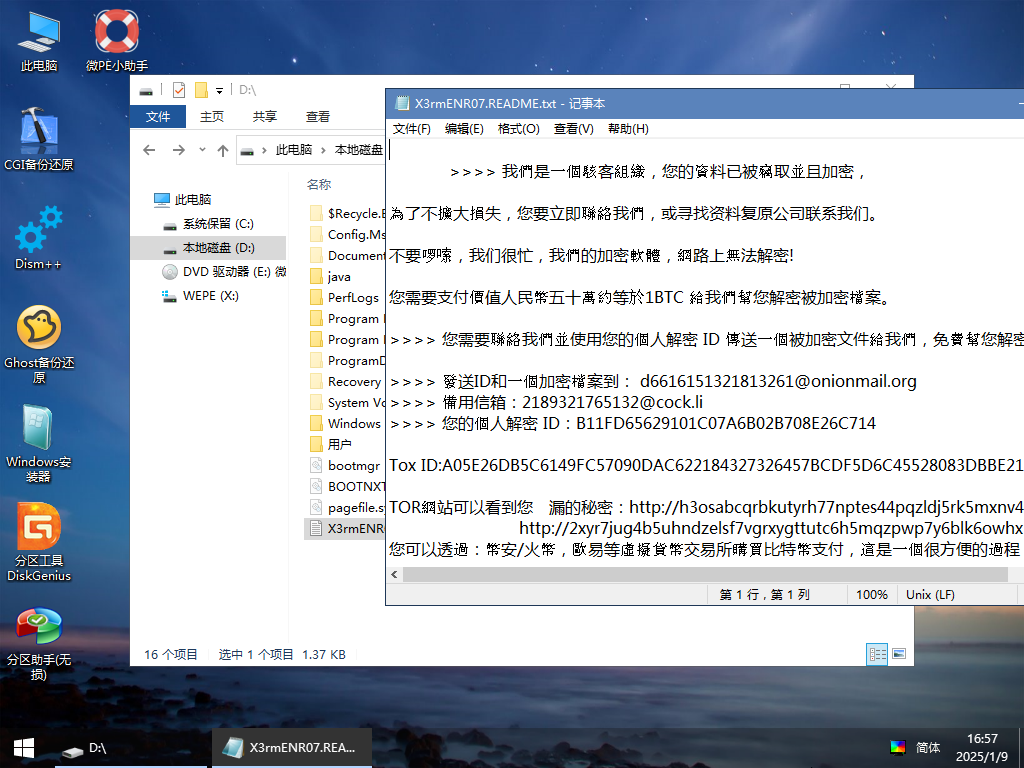 此电脑
微PE小助手
CGI备份还原
Dism++
Ghost备份还
原
Windows安
装器
分区工具
DiskGenius
分区助手(无
损)
D:\
文件
主页
共享
查看
此电脑
本地磁盘
此电脑
系统保留 (C:)
本地磁盘 (D:)
DVD 驱动器 (E:) 微
WEPE (X:)
名称
$Recycle.B
Config.Ms
Document
java
PerfLogs
Program
Program
ProgramD
Recovery
System Vo
Windows
用户
bootmgr
BOOTNXT
pagefile.sy
X3rmENR0
16 个项目 选中 1 个项目 1.37 KB
X3rmENR07.README.txt - 记事本
文件(F) 编辑(E) 格式(O) 查看(V) 帮助(H)
>>>> 我們是一個駭客組織，您的資料已被竊取並且加密，
為了不擴大損失，您要立即聯絡我們，或寻找资料复原公司联系我们。
不要啰嗦，我们很忙，我們的加密軟體，網路上無法解密!
您需要支付價值人民幣五十萬约等於1BTC 給我們幫您解密被加密檔案。
>>>> 您需要聯絡我們並使用您的個人解密 ID 傳送一個被加密文件給我們，免費幫您解密
>>>> 發送ID和一個加密檔案到： d6616151321813261@onionmail.org
>>>> 備用信箱：2189321765132@cock.li
>>>> 您的個人解密 ID：B11FD65629101C07A6B02B708E26C714
Tox ID:A05E26DB5C6149FC57090DAC622184327326457BCDF5D6C45528083DBBE21
TOR網站可以看到您 漏的秘密：http://h3osabcqrbkutyrh77nptes44pqzldj5rk5mxnv4
http://2xyr7jug4b5uhndzelsf7vgrxygttutc6h5mqzpwp7y6blk6owhx
您可以透過：幣安/火幣，歐易等虛擬貨幣交易所購買比特幣支付，這是一個很方便的過程
第 1 行，第 1 列
100%
Unix (LF)
D:\
X3rmENR07.REA...
简体
16:57
2025/1/9